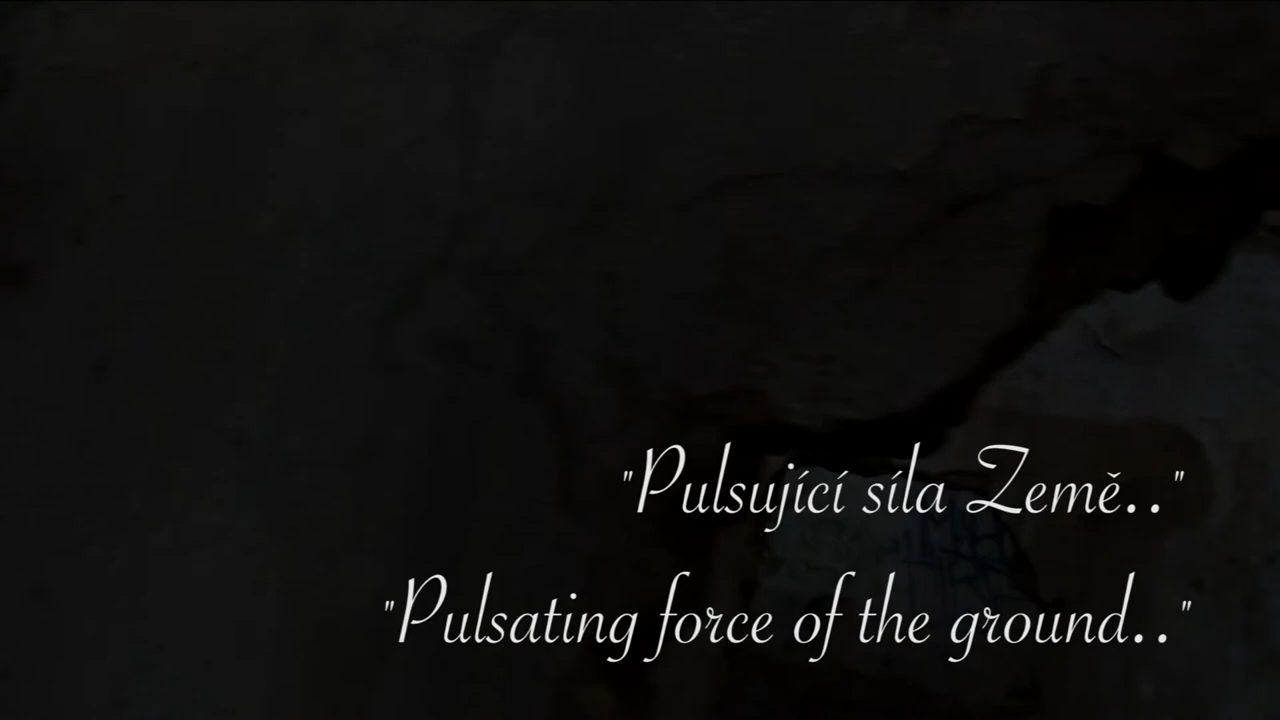 "Pulsující síla Země.."
"Pulsating force of the ground.."